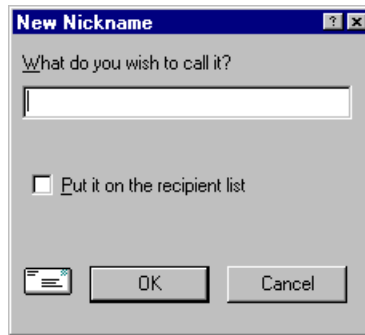 New Nickname
What do you wish to call it?
Put it on the recipient list
OK Cancel